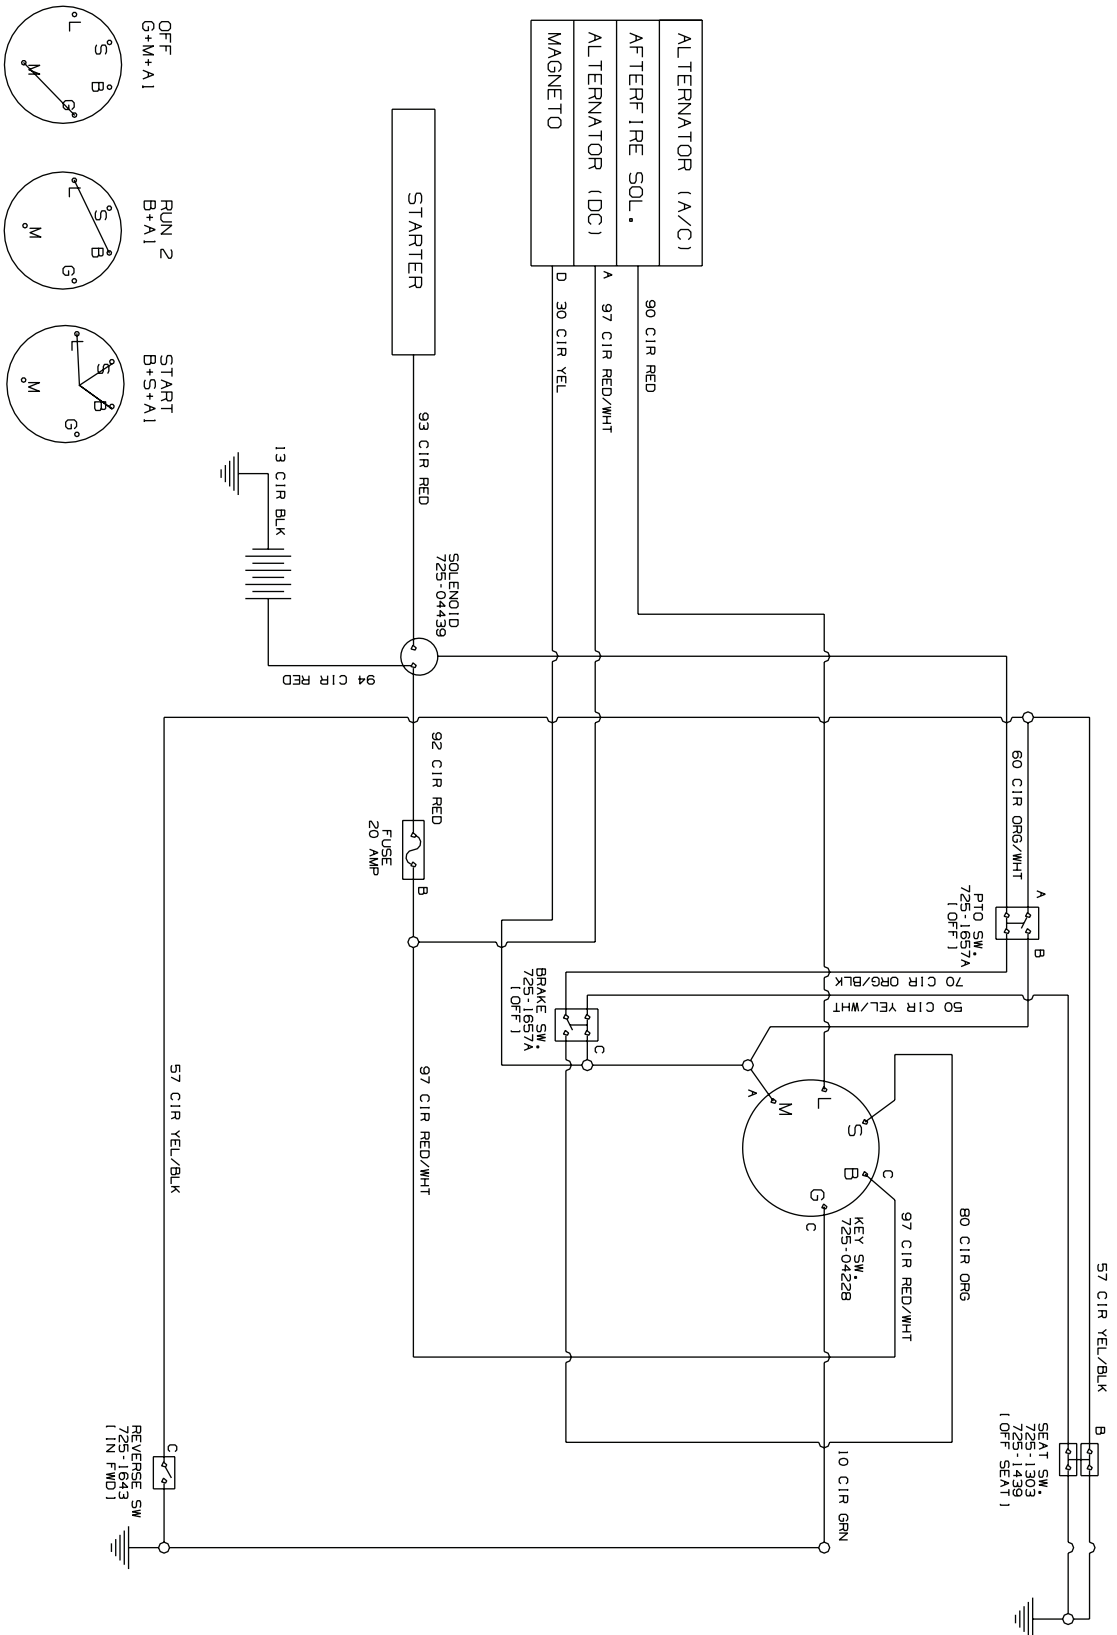 ALTERNATOR (A/C)
AFTERFIRE SOL.
ALTERNATOR (DC)
MAGNETO
STARTER
90 CIR RED
A 97 CIR RED/WHT
D 30 CIR YEL
93 CIR RED
13 CIR BLK
SOLENOID
725-04439
94 CIR RED
92 CIR RED
FUSE
20 AMP
B
60 CIR ORG/WHT
A
PTO SW.
725-1657A
[OFF]
B
70 CIR ORG/BLK
50 CIR YEL/WHT
BRAKE SW.
725-1657A
[OFF]
C
97 CIR RED/WHT
57 CIR YEL/BLK
A
M
L
S
B
G
C
C
KEY SW.
725-04228
97 CIR RED/WHT
80 CIR ORG
57 CIR YEL/BLK
B
SEAT SW.
725-1303
725-1439
[OFF SEAT]
10 CIR GRN
C
REVERSE SW
725-1643
[IN FWD]
OFF
G+M+A1
L
S
B
M
G
RUN 2
B+A1
L
S
B
M
G
START
B+S+A1
L
S
B
M
G